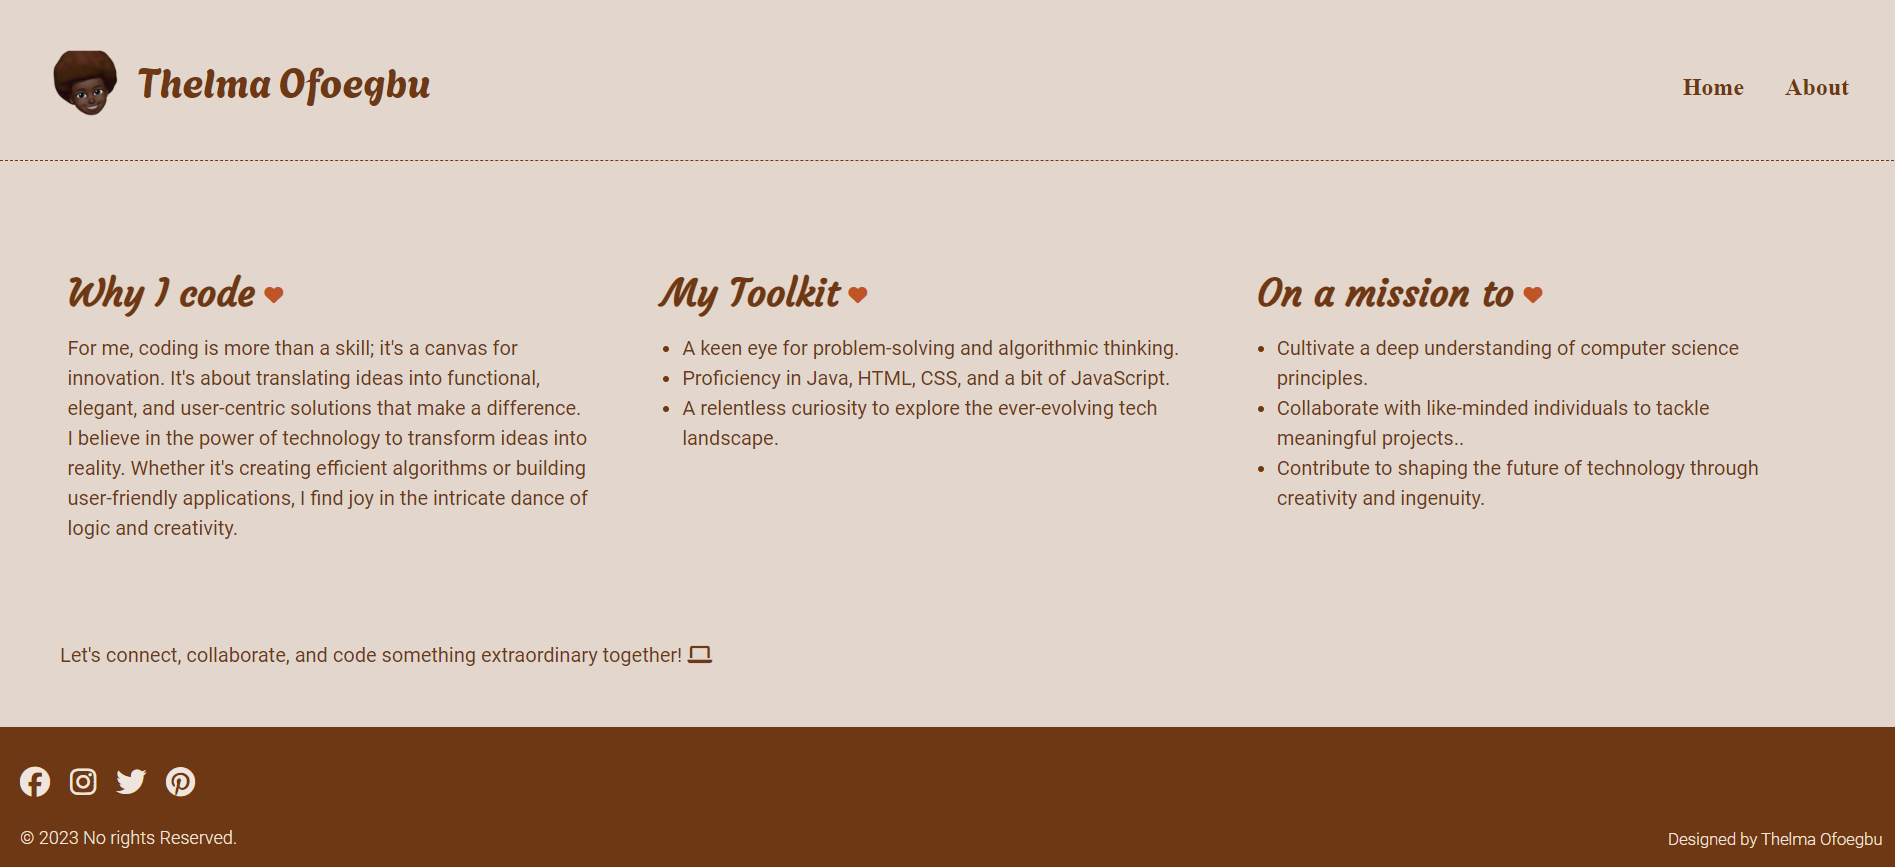 Thelma Ofoegbu
Home About
Why I code
For me, coding is more than a skill; it's a canvas for
innovation. It's about translating ideas into functional,
elegant, and user-centric solutions that make a difference.
I believe in the power of technology to transform ideas into
reality. Whether it's creating efficient algorithms or building
user-friendly applications, I find joy in the intricate dance of
logic and creativity.
My Toolkit
• A keen eye for problem-solving and algorithmic thinking.
• Proficiency in Java, HTML, CSS, and a bit of JavaScript.
• A relentless curiosity to explore the ever-evolving tech
landscape.
On a mission to
• Cultivate a deep understanding of computer science
principles.
• Collaborate with like-minded individuals to tackle
meaningful projects..
• Contribute to shaping the future of technology through
creativity and ingenuity.
Let's connect, collaborate, and code something extraordinary together!
© 2023 No rights Reserved.
Designed by Thelma Ofoegbu